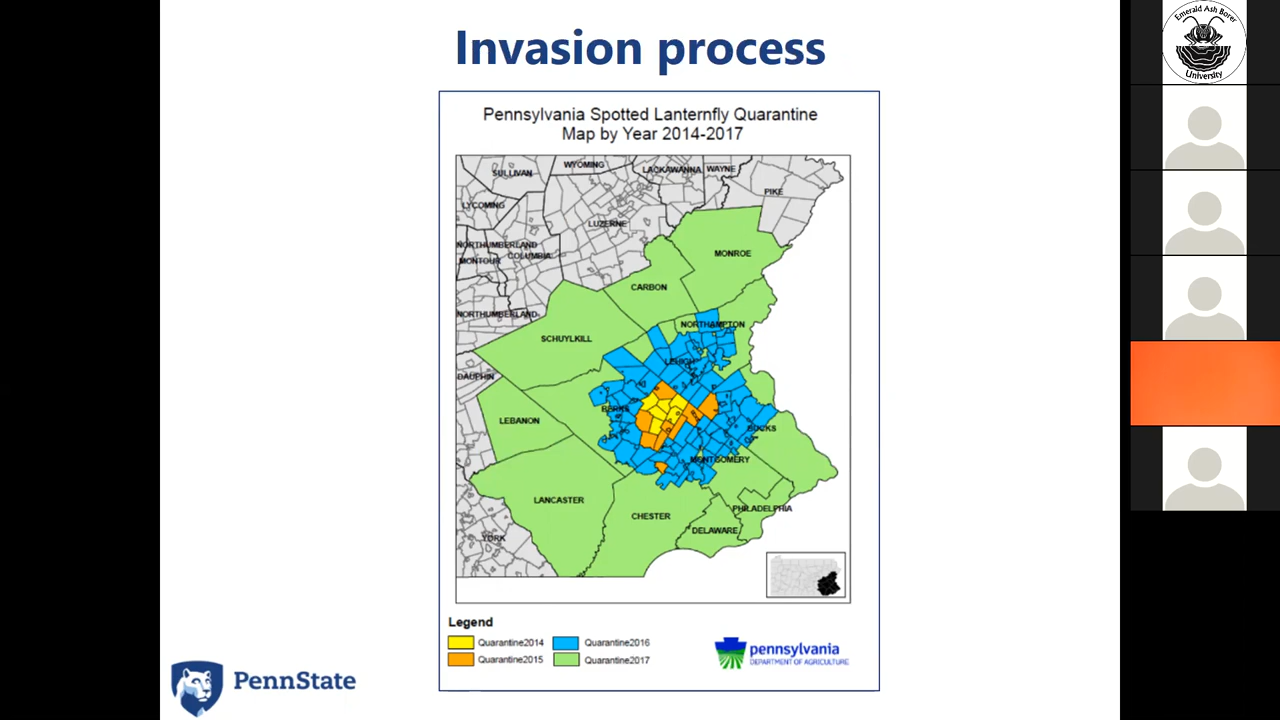 Invasion process
Pennsylvania Spotted Lanternfly Quarantine
Map by Year 2014-2017
WYOMING
SULLIVAN
LACKAWANNA
WAYNE
PIKE
LYCOMING
LUZERNE
NORTHUMBERLAND
COLUMBIA
MONTOUR
MONROE
CARBON
NORTHUMBERLAND
NORTHAMPTON
SCHUYLKILL
LEHIGH
DAUPHIN
BERKS
LEBANON
BUCKS
MONTGOMERY
LANCASTER
CHESTER
PHILADELPHIA
DELAWARE
YORK
Legend
Quarantine2014
Quarantine2016
Quarantine2015
Quarantine2017
pennsylvania
DEPARTMENT OF AGRICULTURE
PennState
Emerald Ash Borer
University